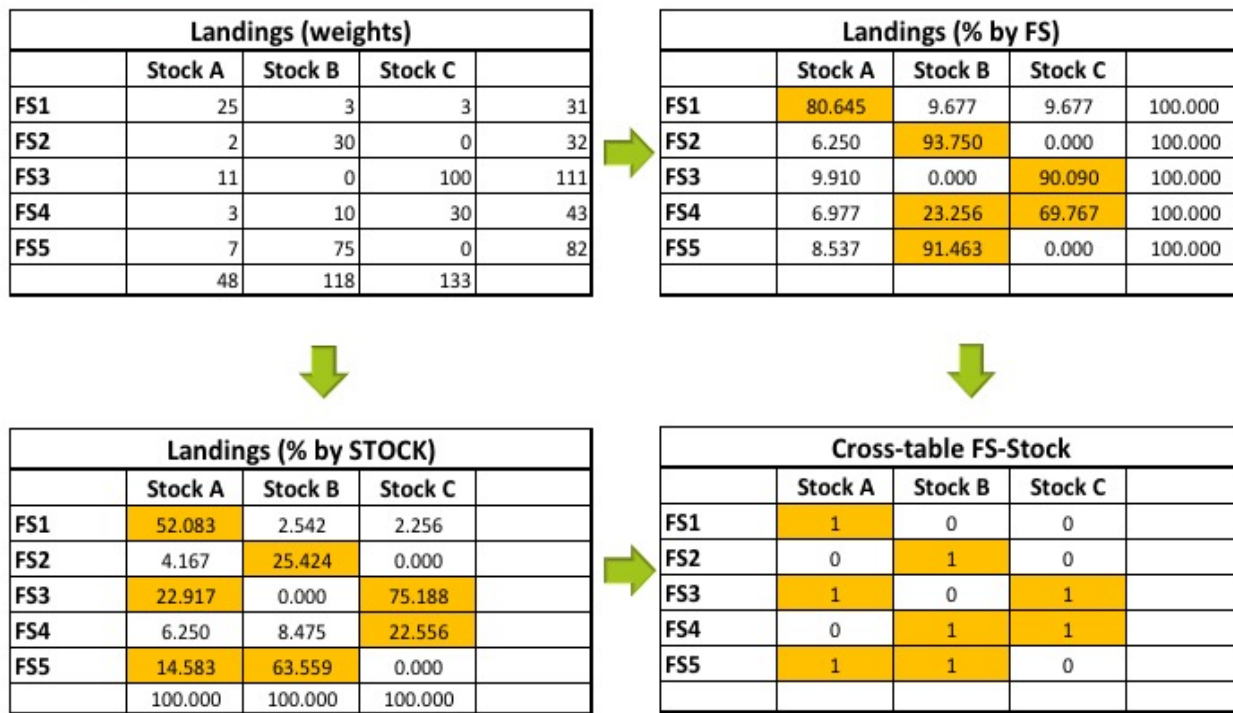 Landings (weights)
Stock A Stock B Stock C
FS1 25 3 3 31
FS2 2 30 0 32
FS3 11 0 100 111
FS4 3 10 30 43
FS5 7 75 0 82
48 118 133
Landings (% by FS)
Stock A Stock B Stock C
FS1 80.645 9.677 9.677 100.000
FS2 6.250 93.750 0.000 100.000
FS3 9.910 0.000 90.090 100.000
FS4 6.977 23.256 69.767 100.000
FS5 8.537 91.463 0.000 100.000
Landings (% by STOCK)
Stock A Stock B Stock C
FS1 52.083 2.542 2.256
FS2 4.167 25.424 0.000
FS3 22.917 0.000 75.188
FS4 6.250 8.475 22.556
FS5 14.583 63.559 0.000
100.000 100.000 100.000
Cross-table FS-Stock
Stock A Stock B Stock C
FS1 1 0 0
FS2 0 1 0
FS3 1 0 1
FS4 0 1 1
FS5 1 1 0